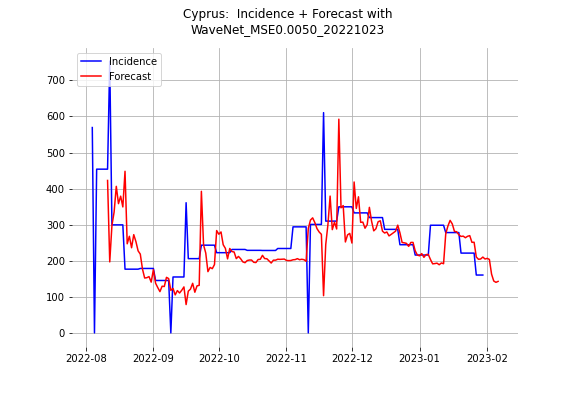 Cyprus:  Incidence + Forecast with
WaveNet_MSE0.0050_20221023
Incidence
Forecast
700
600
500
400
300
200
100
0
2022-08 2022-09 2022-10 2022-11 2022-12 2023-01 2023-02